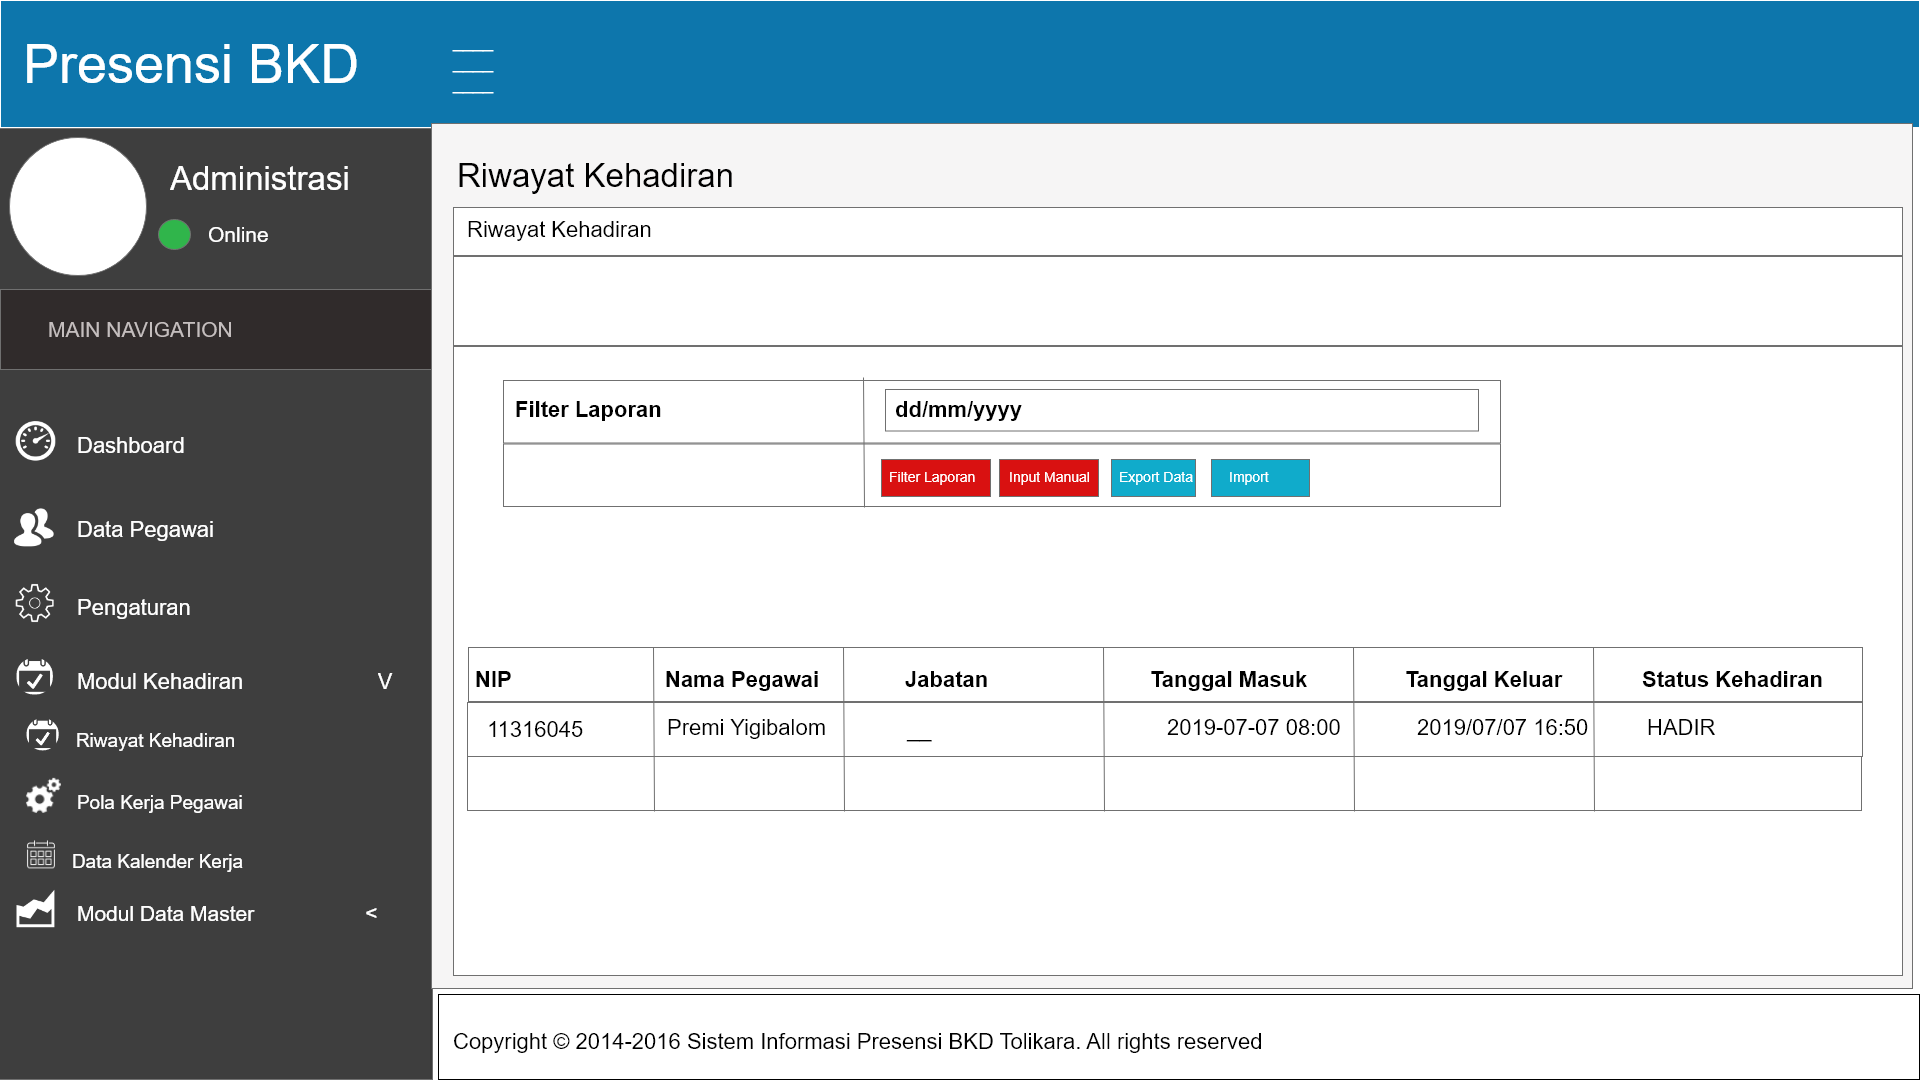 Presensi BKD
Administrasi
Online
MAIN NAVIGATION
Dashboard
Data Pegawai
Pengaturan
Modul Kehadiran V
Riwayat Kehadiran
Pola Kerja Pegawai
Data Kalender Kerja
Modul Data Master <
Riwayat Kehadiran
Riwayat Kehadiran
Filter Laporan dd/mm/yyyy
Filter Laporan Input Manual Export Data Import
NIP Nama Pegawai Jabatan Tanggal Masuk Tanggal Keluar Status Kehadiran
11316045 Premi Yigibalom __ 2019-07-07 08:00 2019/07/07 16:50 HADIR
Copyright © 2014-2016 Sistem Informasi Presensi BKD Tolikara. All rights reserved